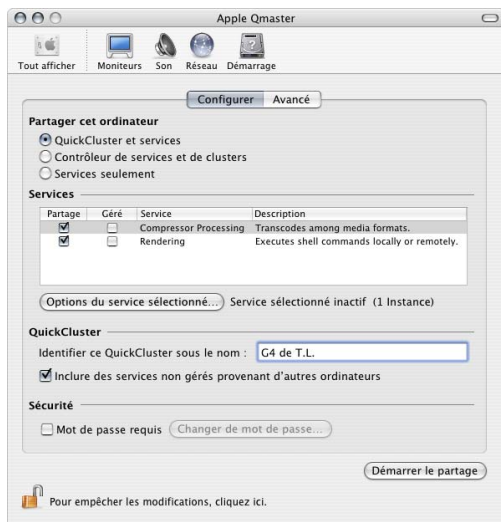 Apple Qmaster
Tout afficher Moniteurs Son Réseau Démarrage
Configurer Avancé
Partager cet ordinateur
QuickCluster et services
Contrôleur de services et de clusters
Services seulement
Services
Partage Géré Service Description
Compressor Processing Transcodes among media formats.
Rendering Executes shell commands locally or remotely.
Options du service sélectionné... Service sélectionné inactif (1 Instance)
QuickCluster
Identifier ce QuickCluster sous le nom : G4 de T.L.
Inclure des services non gérés provenant d'autres ordinateurs
Sécurité
Mot de passe requis Changer de mot de passe...
Démarrer le partage
Pour empêcher les modifications, cliquez ici.